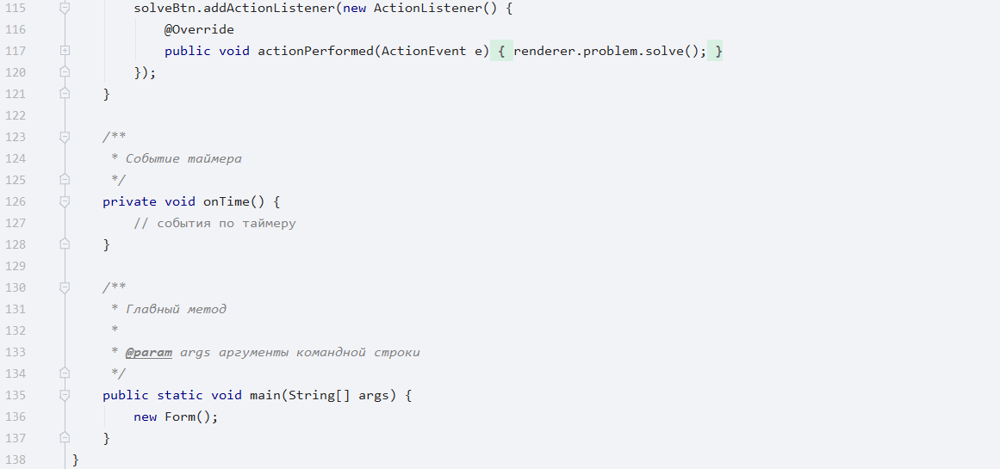 115 solveBtn.addActionListener(new ActionListener() {
116 @Override
117 public void actionPerformed(ActionEvent e) { renderer.problem.solve(); }
120 });
121 }
122
123 /**
124 * Событие таймера
125 */
126 private void onTime() {
127 // события по таймеру
128 }
129
130 /**
131 * Главный метод
132 *
133 * @param args аргументы командной строки
134 */
135 public static void main(String[] args) {
136 new Form();
137 }
138 }